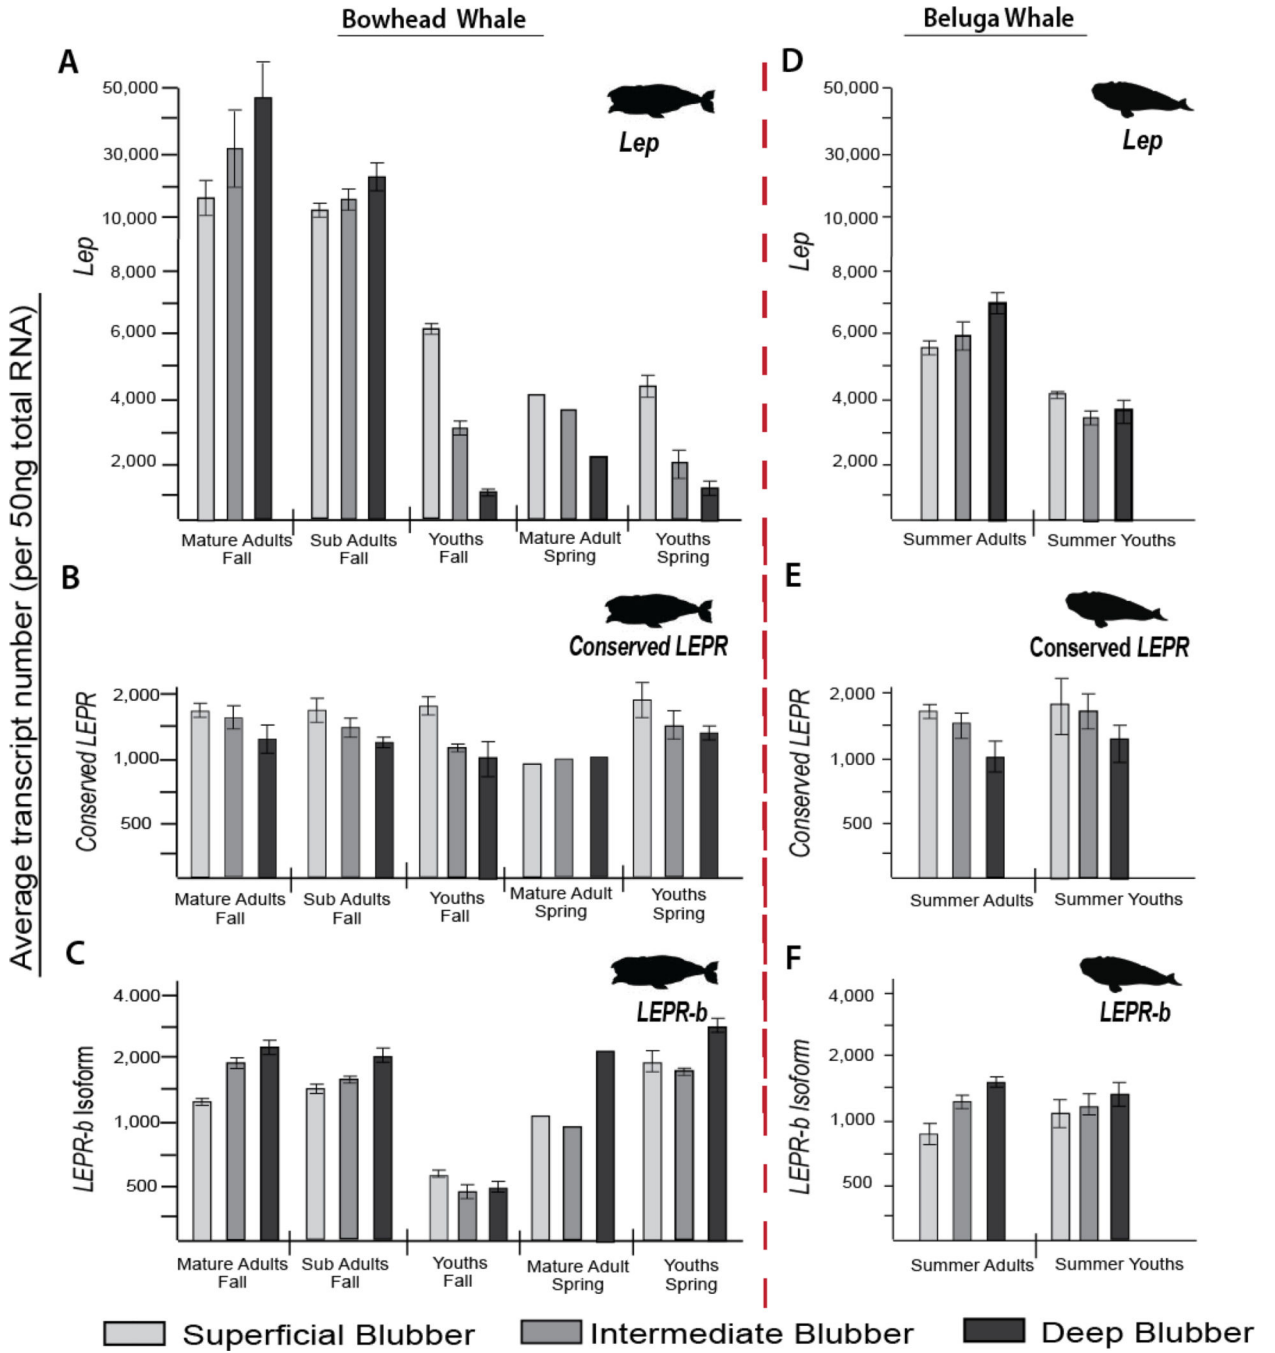 Bowhead Whale
Beluga Whale
Average transcript number (per 50ng total RNA)
A
Lep
50,000
30,000
10,000
8,000
6,000
4,000
2,000
Lep
Mature Adults
Fall
Sub Adults
Fall
Youths
Fall
Mature Adult
Spring
Youths
Spring
D
Lep
50,000
30,000
10,000
8,000
6,000
4,000
2,000
Lep
Summer Adults
Summer Youths
B
Conserved LEPR
2,000
1,000
500
Conserved LEPR
Mature Adults
Fall
Sub Adults
Fall
Youths
Fall
Mature Adult
Spring
Youths
Spring
E
Conserved LEPR
2,000
1,000
500
Conserved LEPR
Summer Adults
Summer Youths
C
LEPR-b
4.000
2,000
1,000
500
LEPR-b Isoform
Mature Adults
Fall
Sub Adults
Fall
Youths
Fall
Mature Adult
Spring
Youths
Spring
F
LEPR-b
4,000
2,000
1,000
500
LEPR-b Isoform
Summer Adults
Summer Youths
Superficial Blubber
Intermediate Blubber
Deep Blubber